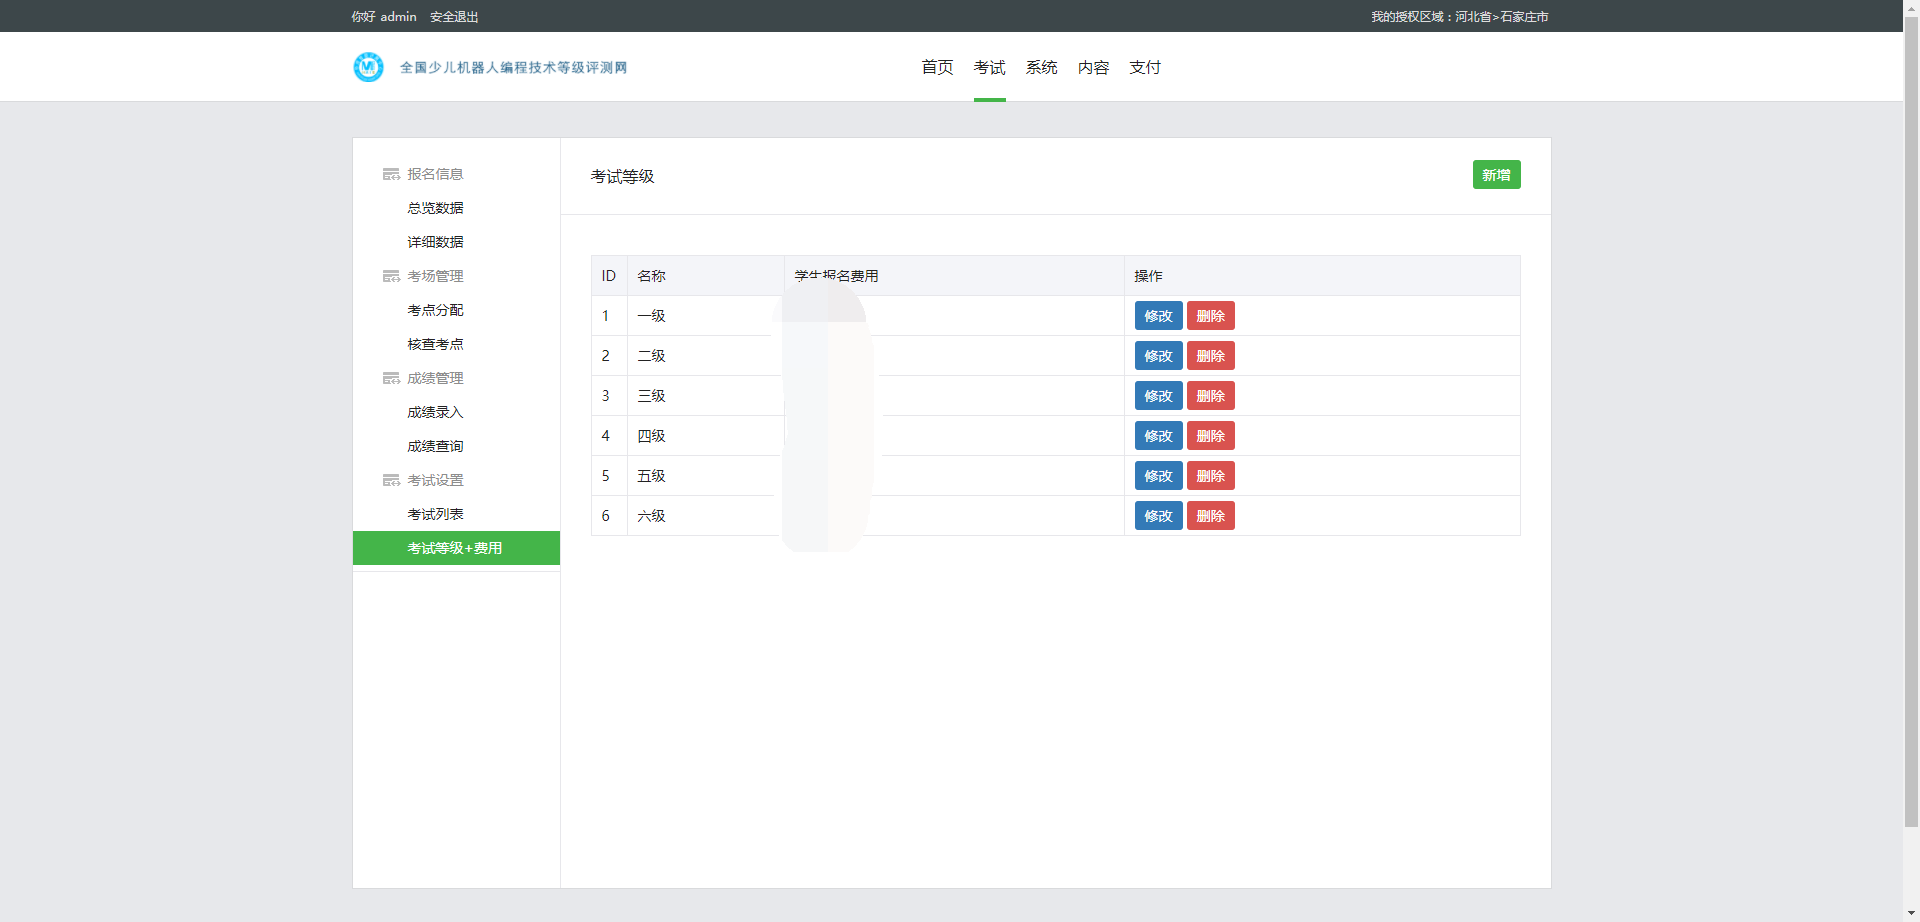 你好 admin 安全退出
我的授权区域：河北省>石家庄市
全国少儿机器人编程技术等级评测网
首页 考试 系统 内容 支付
报名信息
总览数据
详细数据
考场管理
考点分配
核查考点
成绩管理
成绩录入
成绩查询
考试设置
考试列表
考试等级+费用
考试等级
新增
ID 名称 学生报名费用 操作
1 一级 修改 删除
2 二级 修改 删除
3 三级 修改 删除
4 四级 修改 删除
5 五级 修改 删除
6 六级 修改 删除